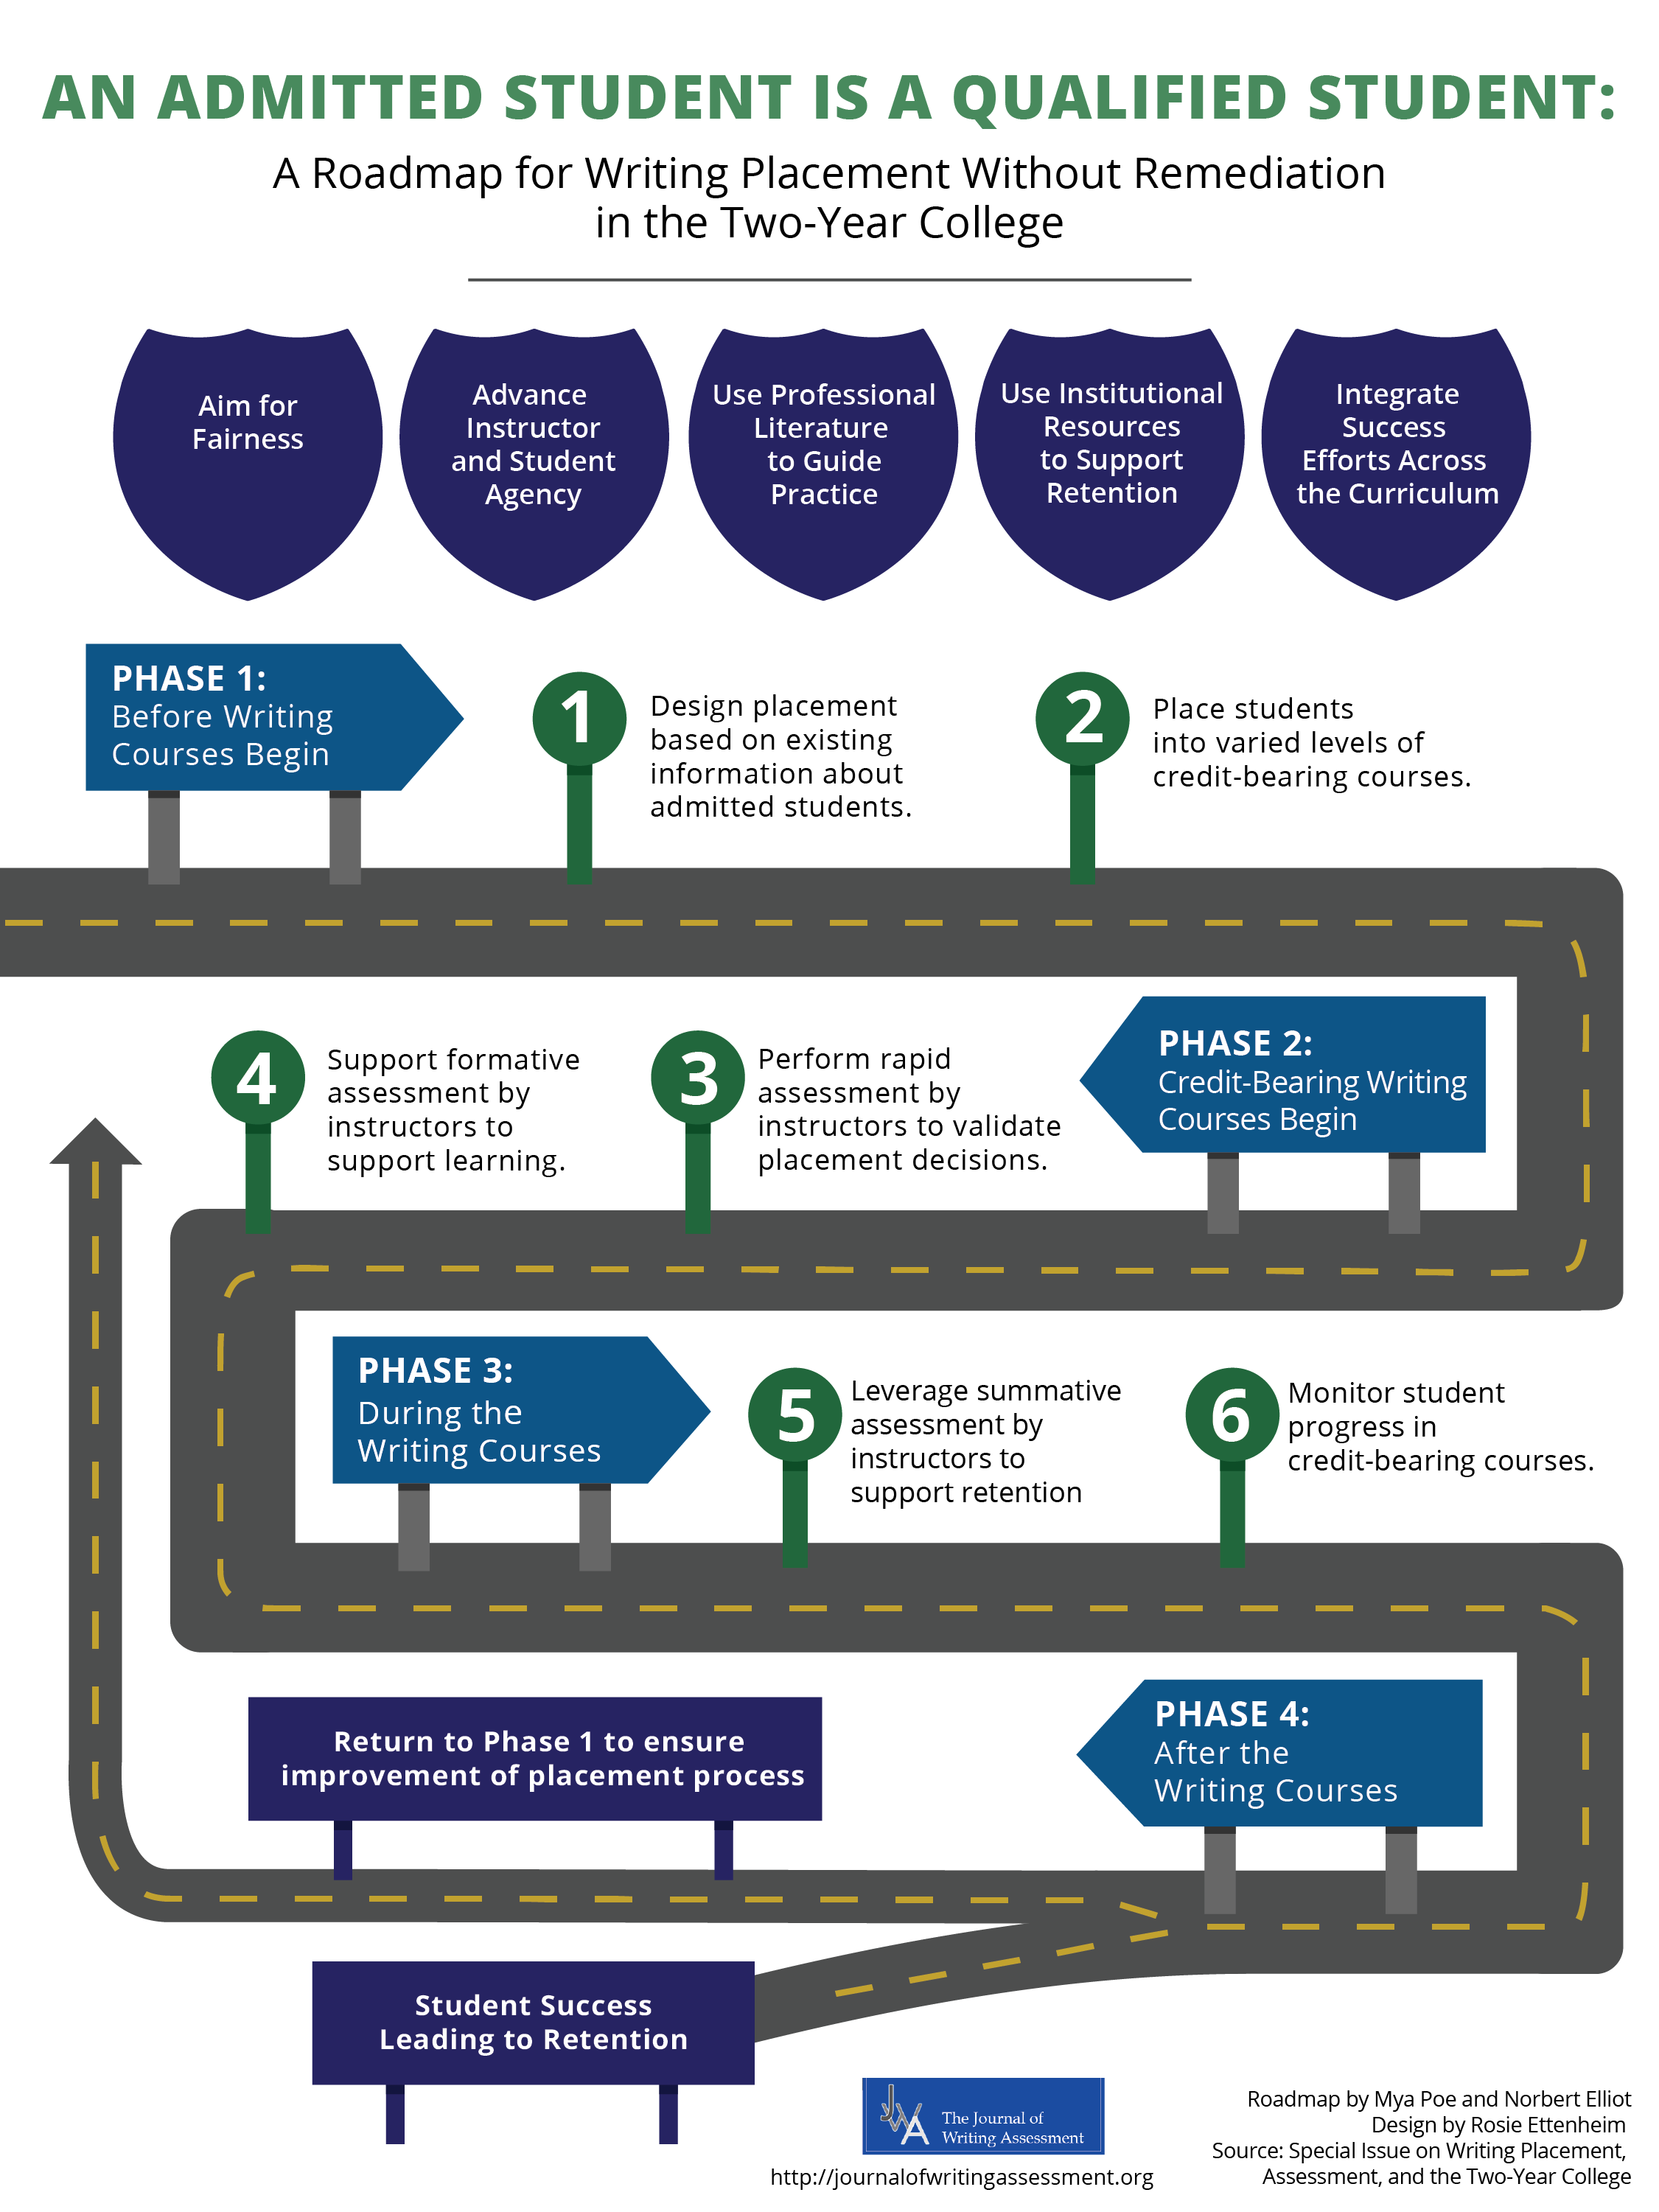 AN ADMITTED STUDENT IS A QUALIFIED STUDENT:
A Roadmap for Writing Placement Without Remediation
in the Two-Year College
Aim for
Fairness
Advance
Instructor
and Student
Agency
Use Professional
Literature
to Guide
Practice
Use Institutional
Resources
to Support
Retention
Integrate
Success
Efforts Across
the Curriculum
PHASE 1:
Before Writing
Courses Begin
1
Design placement
based on existing
information about
admitted students.
2
Place students
into varied levels of
credit-bearing courses.
PHASE 2:
Credit-Bearing Writing
Courses Begin
3
Perform rapid
assessment by
instructors to validate
placement decisions.
4
Support formative
assessment by
instructors to
support learning.
PHASE 3:
During the
Writing Courses
5
Leverage summative
assessment by
instructors to
support retention
6
Monitor student
progress in
credit-bearing courses.
PHASE 4:
After the
Writing Courses
Return to Phase 1 to ensure
improvement of placement process
Student Success
Leading to Retention
JWA
The Journal of
Writing Assessment
http://journalofwritingassessment.org
Roadmap by Mya Poe and Norbert Elliot
Design by Rosie Ettenheim
Source: Special Issue on Writing Placement,
Assessment, and the Two-Year College